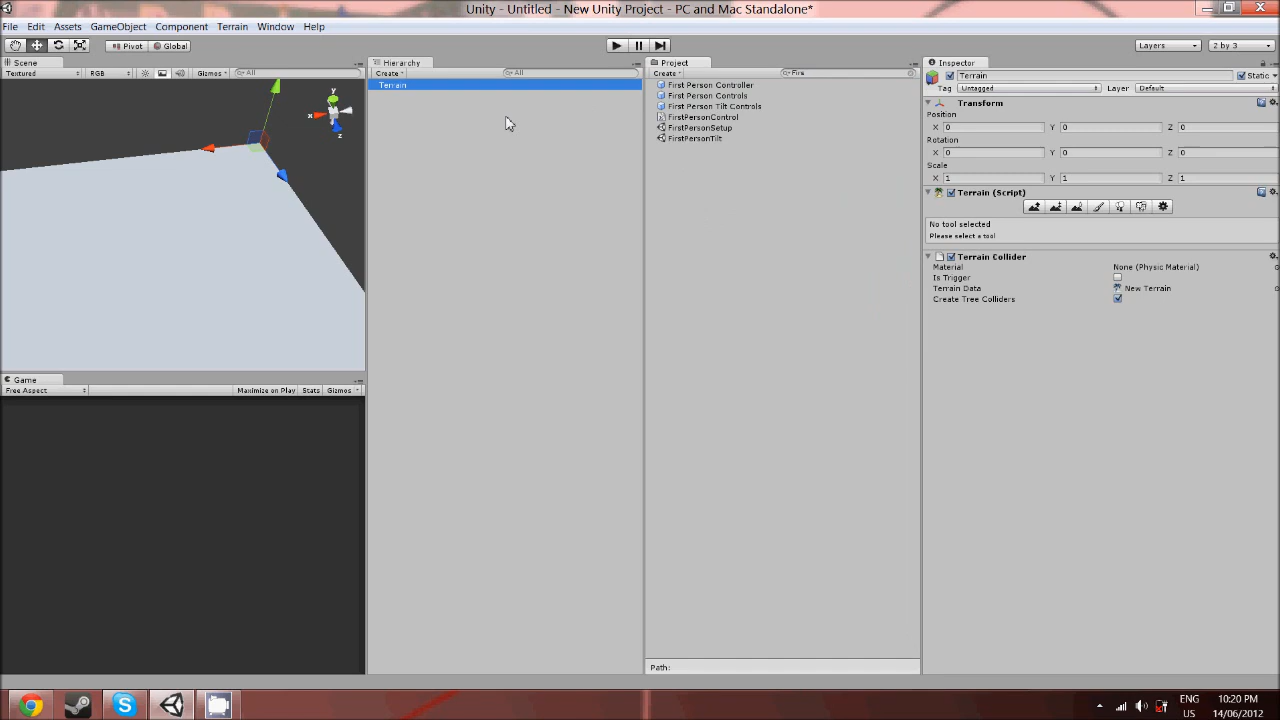 Unity - Untitled - New Unity Project - PC and Mac Standalone*
File Edit Assets GameObject Component Terrain Window Help
Pivot Global Layers 2 by 3
Scene
Textured RGB Gizmos All
y
x
z
Game
Free Aspect Maximize on Play Stats Gizmos
Hierarchy
Create All
Terrain
Project
Create Firs
First Person Controller
First Person Controls
First Person Tilt Controls
FirstPersonControl
FirstPersonSetup
FirstPersonTilt
Path:
Inspector
Terrain Static
Tag Untagged Layer Default
Transform
Position
X 0 Y 0 Z 0
Rotation
X 0 Y 0 Z 0
Scale
X 1 Y 1 Z 1
Terrain (Script)
No tool selected
Please select a tool
Terrain Collider
Material None (Physic Material)
Is Trigger
Terrain Data New Terrain
Create Tree Colliders
ENG 10:20 PM
US 14/06/2012